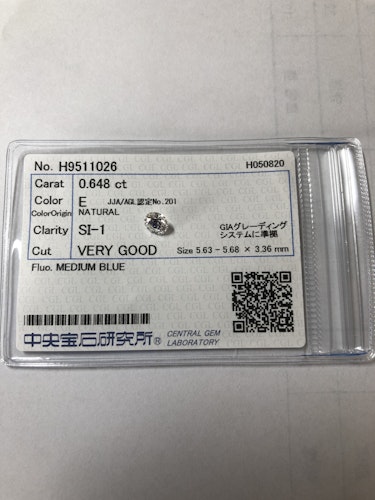 No. H9511026 H050820
Carat 0.648 ct
Color E JJA/AGL認定No.201
ColorOrigin NATURAL
Clarity SI-1 GIAグレーディング
システムに準拠
Cut VERY GOOD Size 5.63 - 5.68 × 3.36 mm
Fluo. MEDIUM BLUE
中央宝石研究所® CENTRAL GEM
LABORATORY